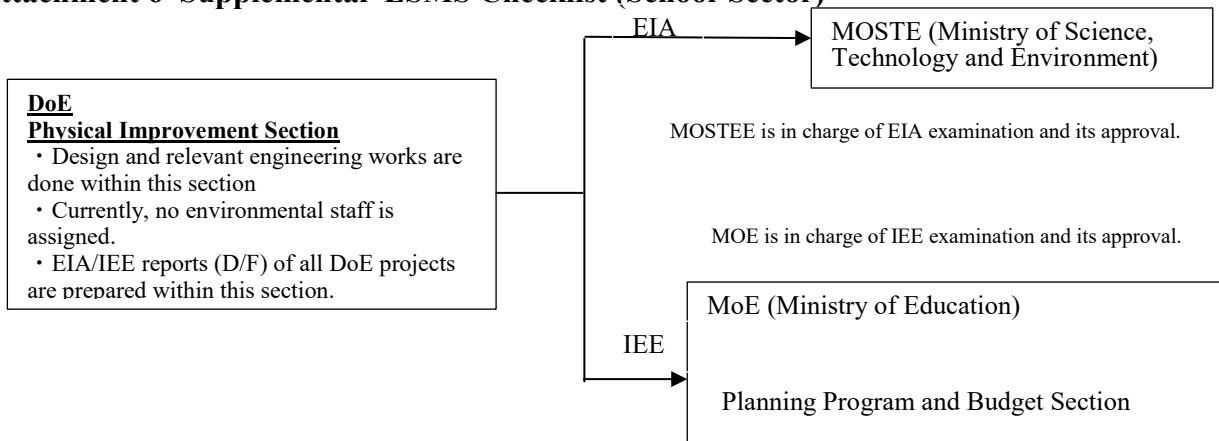 Attachment 6 Supplemental ESMS Checklist (School Sector)
EIA
MOSTE (Ministry of Science,
Technology and Environment)
DoE
Physical Improvement Section
・Design and relevant engineering works are
done within this section
・Currently, no environmental staff is
assigned.
・EIA/IEE reports (D/F) of all DoE projects
are prepared within this section.
MOSTEE is in charge of EIA examination and its approval.
MOE is in charge of IEE examination and its approval.
IEE
MoE (Ministry of Education)
Planning Program and Budget Section